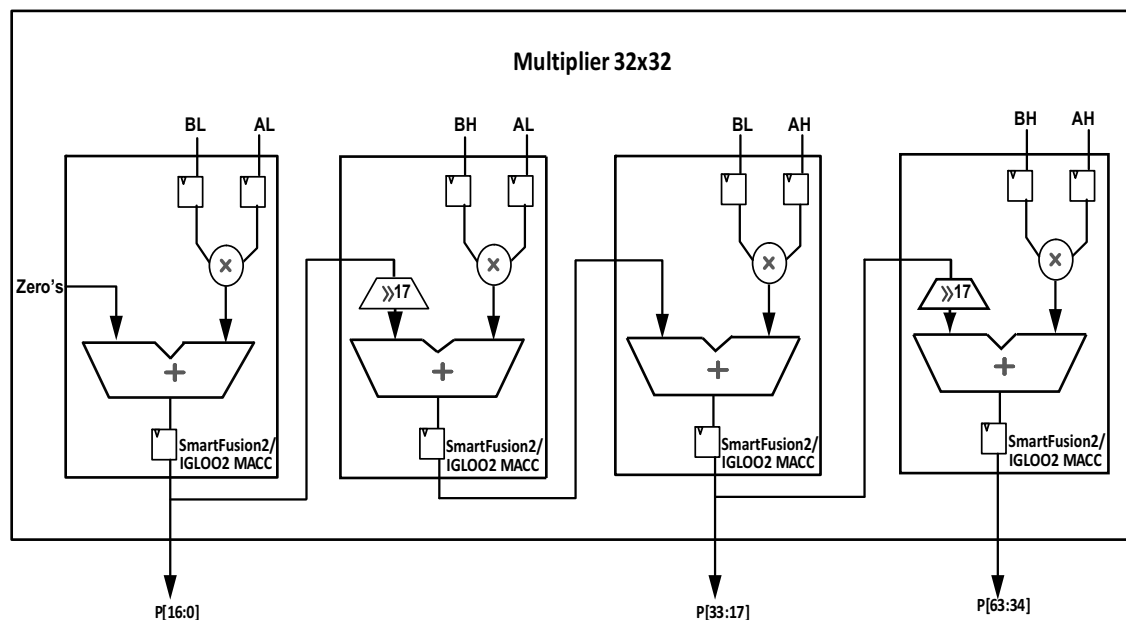 Multiplier 32x32
BL
AL
BH
AL
BL
AH
BH
AH
Zero's
»17
»17
×
×
×
×
+
+
+
+
SmartFusion2/
IGLOO2 MACC
SmartFusion2/
IGLOO2 MACC
SmartFusion2/
IGLOO2 MACC
SmartFusion2/
IGLOO2 MACC
P[16:0]
P[33:17]
P[63:34]